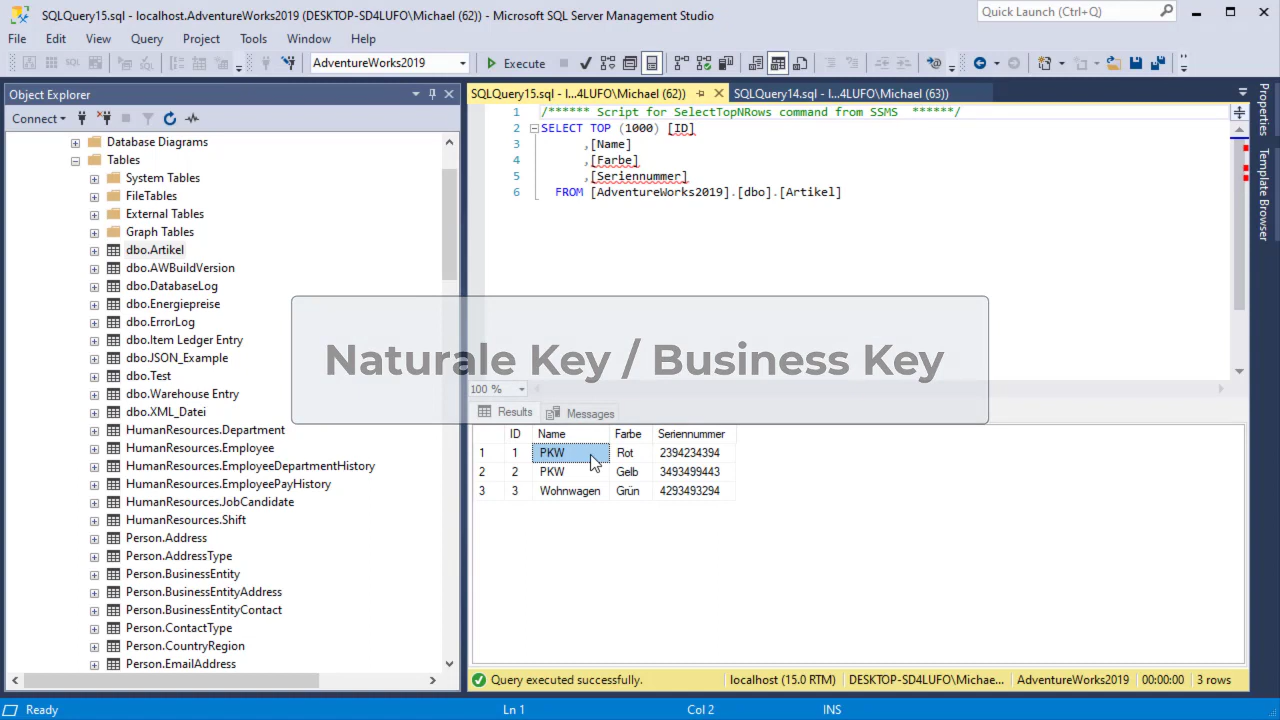 SQLQuery15.sql - localhost.AdventureWorks2019 (DESKTOP-SD4LUFO\Michael (62)) - Microsoft SQL Server Management Studio
Quick Launch (Ctrl+Q)
File Edit View Query Project Tools Window Help
AdventureWorks2019 Execute
Object Explorer
Connect
Database Diagrams
Tables
System Tables
FileTables
External Tables
Graph Tables
dbo.Artikel
dbo.AWBuildVersion
dbo.DatabaseLog
dbo.Energiepreise
dbo.ErrorLog
dbo.Item Ledger Entry
dbo.JSON_Example
dbo.Test
dbo.Warehouse Entry
dbo.XML_Datei
HumanResources.Department
HumanResources.Employee
HumanResources.EmployeeDepartmentHistory
HumanResources.EmployeePayHistory
HumanResources.JobCandidate
HumanResources.Shift
Person.Address
Person.AddressType
Person.BusinessEntity
Person.BusinessEntityAddress
Person.BusinessEntityContact
Person.ContactType
Person.CountryRegion
Person.EmailAddress
SQLQuery15.sql - l...4LUFO\Michael (62)) SQLQuery14.sql - l...4LUFO\Michael (63))
1 /****** Script for SelectTopNRows command from SSMS ******/
2 SELECT TOP (1000) [ID]
3 ,[Name]
4 ,[Farbe]
5 ,[Seriennummer]
6 FROM [AdventureWorks2019].[dbo].[Artikel]
Naturale Key / Business Key
100 %
Results Messages
ID Name Farbe Seriennummer
1 1 PKW Rot 2394234394
2 2 PKW Gelb 3493499443
3 3 Wohnwagen Grün 4293493294
Query executed successfully. localhost (15.0 RTM) DESKTOP-SD4LUFO\Michae... AdventureWorks2019 00:00:00 3 rows
Properties
Template Browser
Ready Ln 1 Col 2 INS